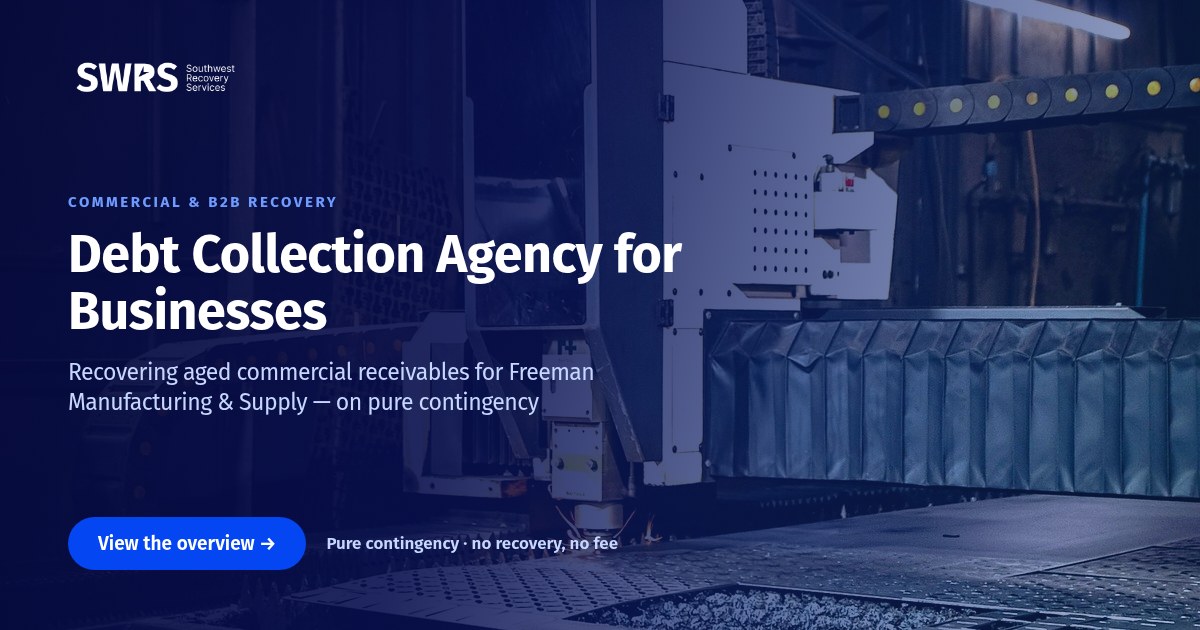 SWRS
Southwest
Recovery
Services
COMMERCIAL & B2B RECOVERY
Debt Collection Agency for
Businesses
Recovering aged commercial receivables for Freeman
Manufacturing & Supply — on pure contingency
View the overview →
Pure contingency · no recovery, no fee